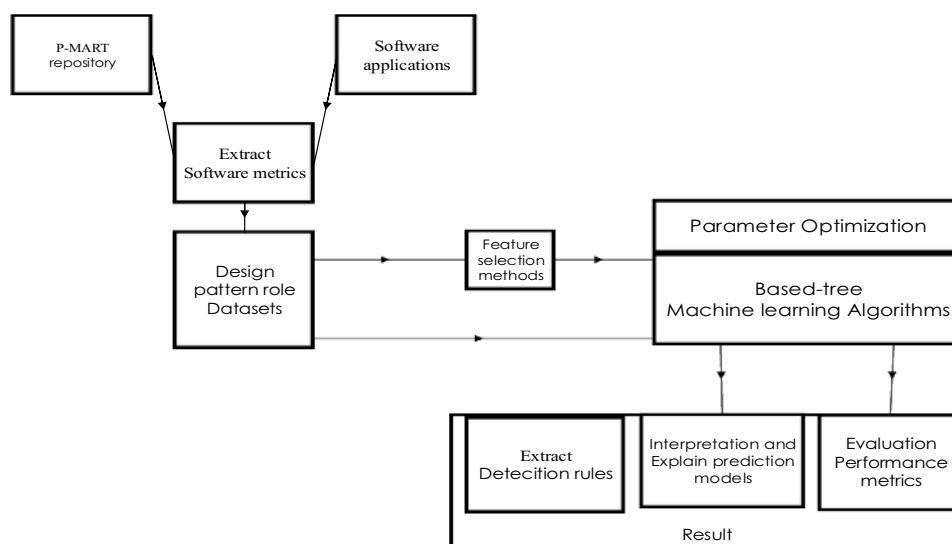 P-MART
repository
Software
applications
Extract
Software metrics
Design
pattern role
Datasets
Feature
selection
methods
Parameter Optimization
Based-tree
Machine learning Algorithms
Extract
Detecition rules
Interpretation and
Explain prediction
models
Evaluation
Performance
metrics
Result